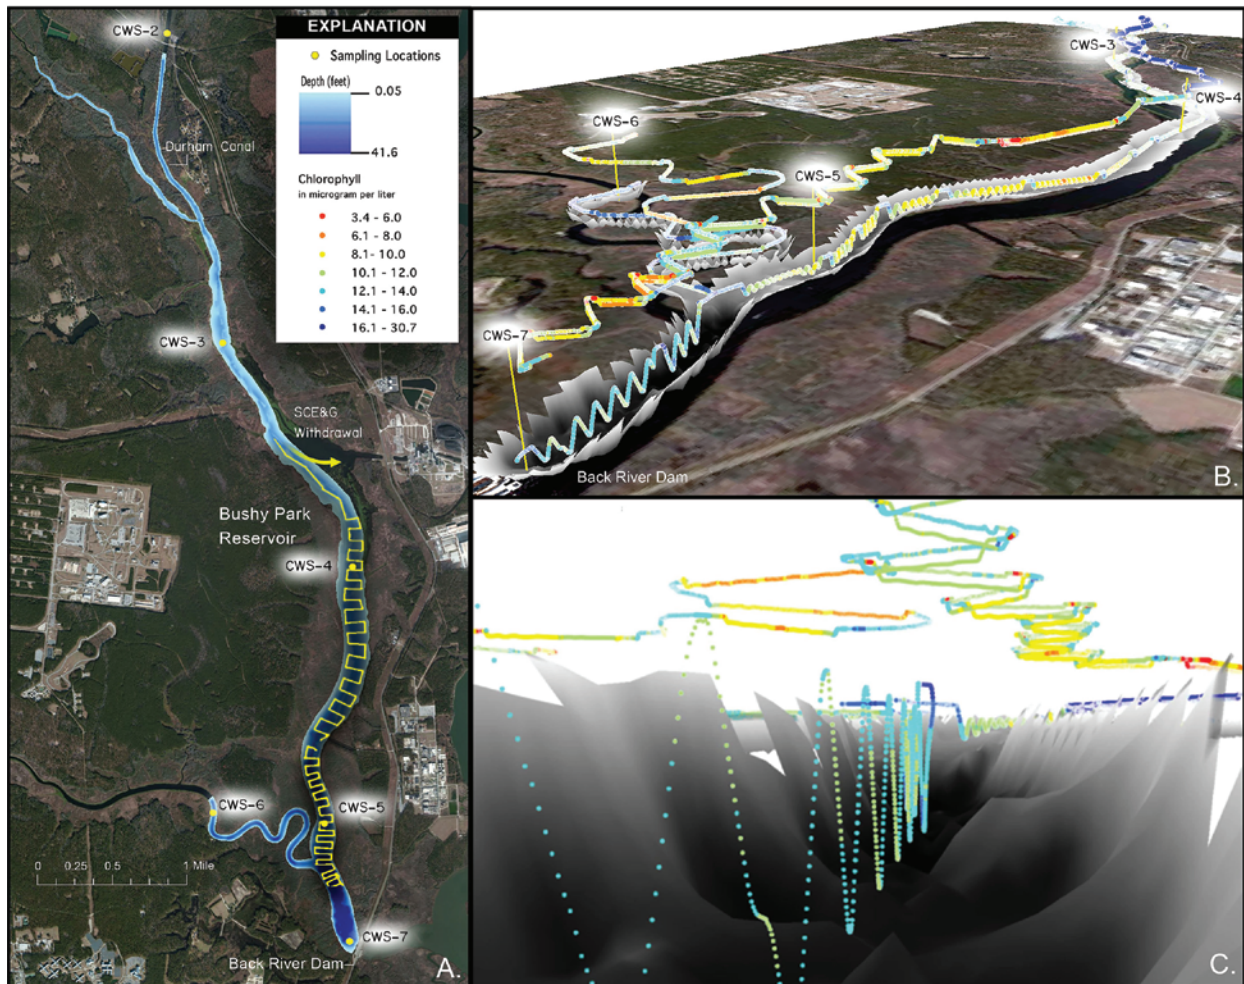 CWS-2
EXPLANATION
Sampling Locations
Depth (feet)
0.05
41.6
Chlorophyll
in microgram per liter
3.4 - 6.0
6.1 - 8.0
8.1 - 10.0
10.1 - 12.0
12.1 - 14.0
14.1 - 16.0
16.1 - 30.7
Durham Canal
CWS-3
SCE&G
Withdrawal
Bushy Park
Reservoir
CWS-4
CWS-6
CWS-5
0 0.25 0.5 1 Mile
CWS-7
Back River Dam
A.
CWS-3
CWS-4
CWS-6
CWS-5
CWS-7
Back River Dam
B.
C.